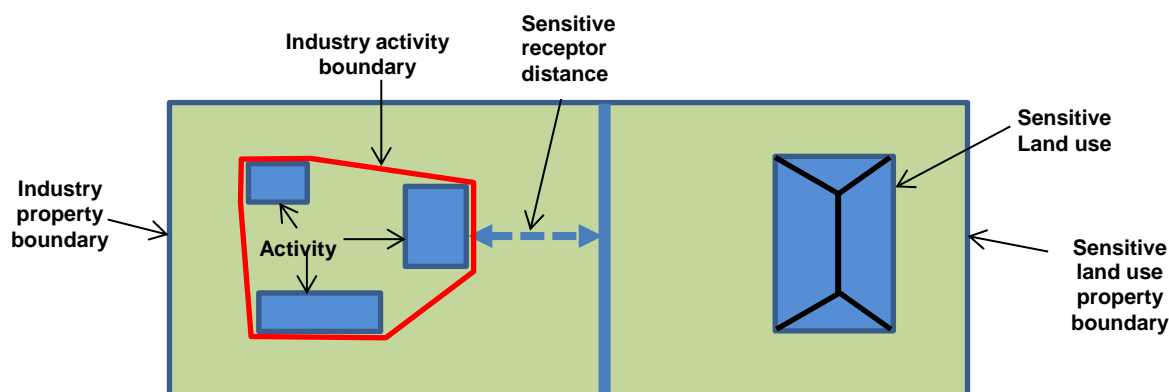 Industry activity
boundary
Sensitive
receptor
distance
Sensitive
Land use
Industry
property
boundary
Activity
Sensitive
land use
property
boundary